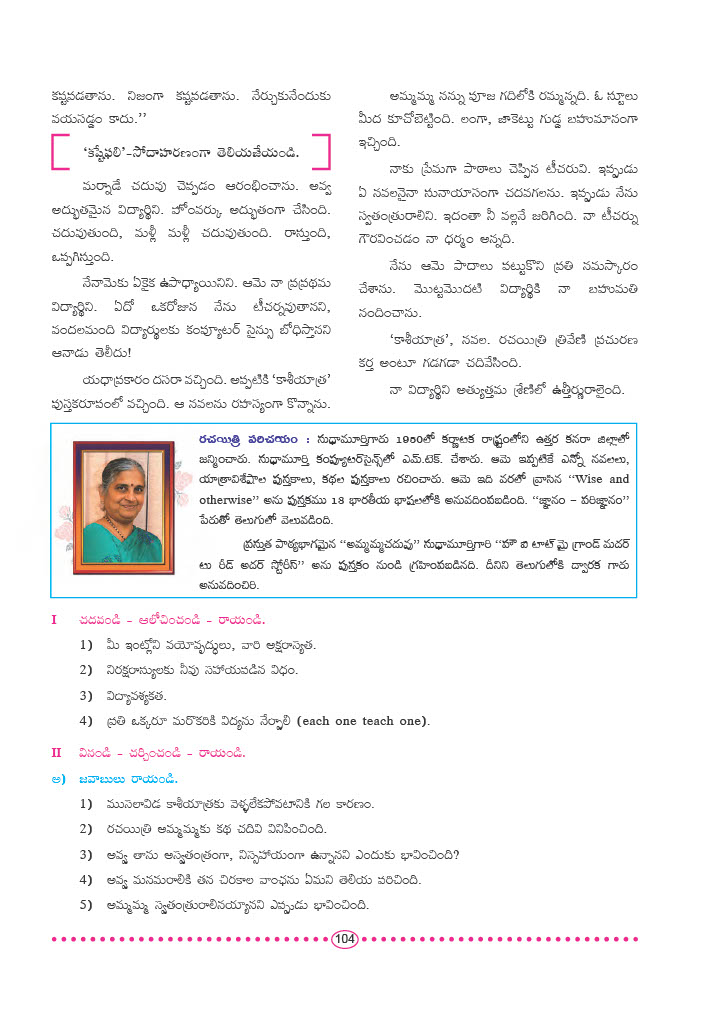 కష్టపడతాను. నిజంగా కష్టపడతాను. నేర్చుకునేందుకు
వయసడ్డం కాదు.’’
‘కష్టేఫలి’-సోదాహరణంగా తెలియజేయండి.
మర్నాడే చదువు చెప్పడం ఆరంభించాను. అవ్వ
అద్భుతమైన విద్యార్థిని. హోంవర్కు అద్భుతంగా చేసింది.
చదువుతుంది, మళ్లీ మళ్లీ చదువుతుంది. రాస్తుంది,
ఒప్పగిస్తుంది.
నేనామెకు ఏకైక ఉపాధ్యాయినిని. ఆమె నా ప్రప్రథమ
విద్యార్థిని. ఏదో ఒకరోజున నేను టీచర్నవుతానని,
వందలమంది విద్యార్థులకు కంప్యూటర్ సైన్సు బోధిస్తానని
ఆనాడు తెలీదు!
యధాప్రకారం దసరా వచ్చింది. అప్పటికి ‘కాశీయాత్ర’
పుస్తకరూపంలో వచ్చింది. ఆ నవలను రహస్యంగా కొన్నాను.
అమ్మమ్మ నన్ను పూజ గదిలోకి రమ్మన్నది. ఓ స్టూలు
మీద కూచోబెట్టింది. లంగా, జాకెట్టు గుడ్డ బహుమానంగా
ఇచ్చింది.
నాకు ప్రేమగా పాఠాలు చెప్పిన టీచరువి. ఇప్పుడు
ఏ నవలనైనా సునాయాసంగా చదవగలను. ఇప్పుడు నేను
స్వతంత్రురాలిని. ఇదంతా నీ వల్లనే జరిగింది. నా టీచర్ను
గౌరవించడం నా ధర్మం అన్నది.
నేను ఆమె పాదాలు పట్టుకొని ప్రతి నమస్కారం
చేశాను. మొట్టమొదటి విద్యార్థికి నా బహుమతి
నందించాను.
‘కాశీయాత్ర’, నవల. రచయిత్రి త్రివేణి ప్రచురణ
కర్త అంటూ గడగడా చదివేసింది.
నా విద్యార్థిని అత్యుత్తమ శ్రేణిలో ఉత్తీర్ణురాలైంది.
రచయిత్రి పరిచయం : సుధామూర్తిగారు 1950లో కర్ణాటక రాష్ట్రంలోని ఉత్తర కనరా జిల్లాలో
జన్మించారు. సుధామూర్తి కంప్యూటర్‌సైన్స్‌లో ఎమ్.టెక్. చేశారు. ఆమె ఇప్పటికే ఎన్నో నవలలు,
యాత్రావిశేషాల పుస్తకాలు, కథల పుస్తకాలు రచించారు. ఆమె ఇది వరలో వ్రాసిన ‘‘Wise and
otherwise’’ అను పుస్తకము 18 భారతీయ భాషలలోకి అనువదింపబడింది. ‘‘జ్ఞానం - పరిజ్ఞానం’’
పేరుతో తెలుగులో వెలువడింది.
ప్రస్తుత పాఠ్యభాగమైన ‘‘అమ్మమ్మచదువు’’ సుధామూర్తిగారి ‘‘హౌ ఐ టాట్ మై గ్రాండ్ మదర్
టు రీడ్ అదర్ స్టోరీస్’’ అను పుస్తకం నుండి గ్రహింపబడినది. దీనిని తెలుగులోకి ద్వారక గారు
అనువదించిరి.
I చదవండి - ఆలోచించండి - రాయండి.
1) మీ ఇంట్లోని వయోవృద్ధులు, వారి అక్షరాస్యత.
2) నిరక్షరాస్యులకు నీవు సహాయపడిన విధం.
3) విద్యావశ్యకత.
4) ప్రతి ఒక్కరూ మరొకరికి విద్యను నేర్పాలి (each one teach one).
II వినండి - చర్చించండి - రాయండి.
అ) జవాబులు రాయండి.
1) ముసలావిడ కాశీయాత్రకు వెళ్ళలేకపోవటానికి గల కారణం.
2) రచయిత్రి అమ్మమ్మకు కథ చదివి వినిపించింది.
3) అవ్వ తాను అస్వతంత్రంగా, నిస్సహాయంగా ఉన్నానని ఎందుకు భావించింది?
4) అవ్వ మనమరాలికి తన చిరకాల వాంఛను ఏమని తెలియ పరిచింది.
5) అమ్మమ్మ స్వతంత్రురాలినయ్యానని ఎప్పుడు భావించింది.
104